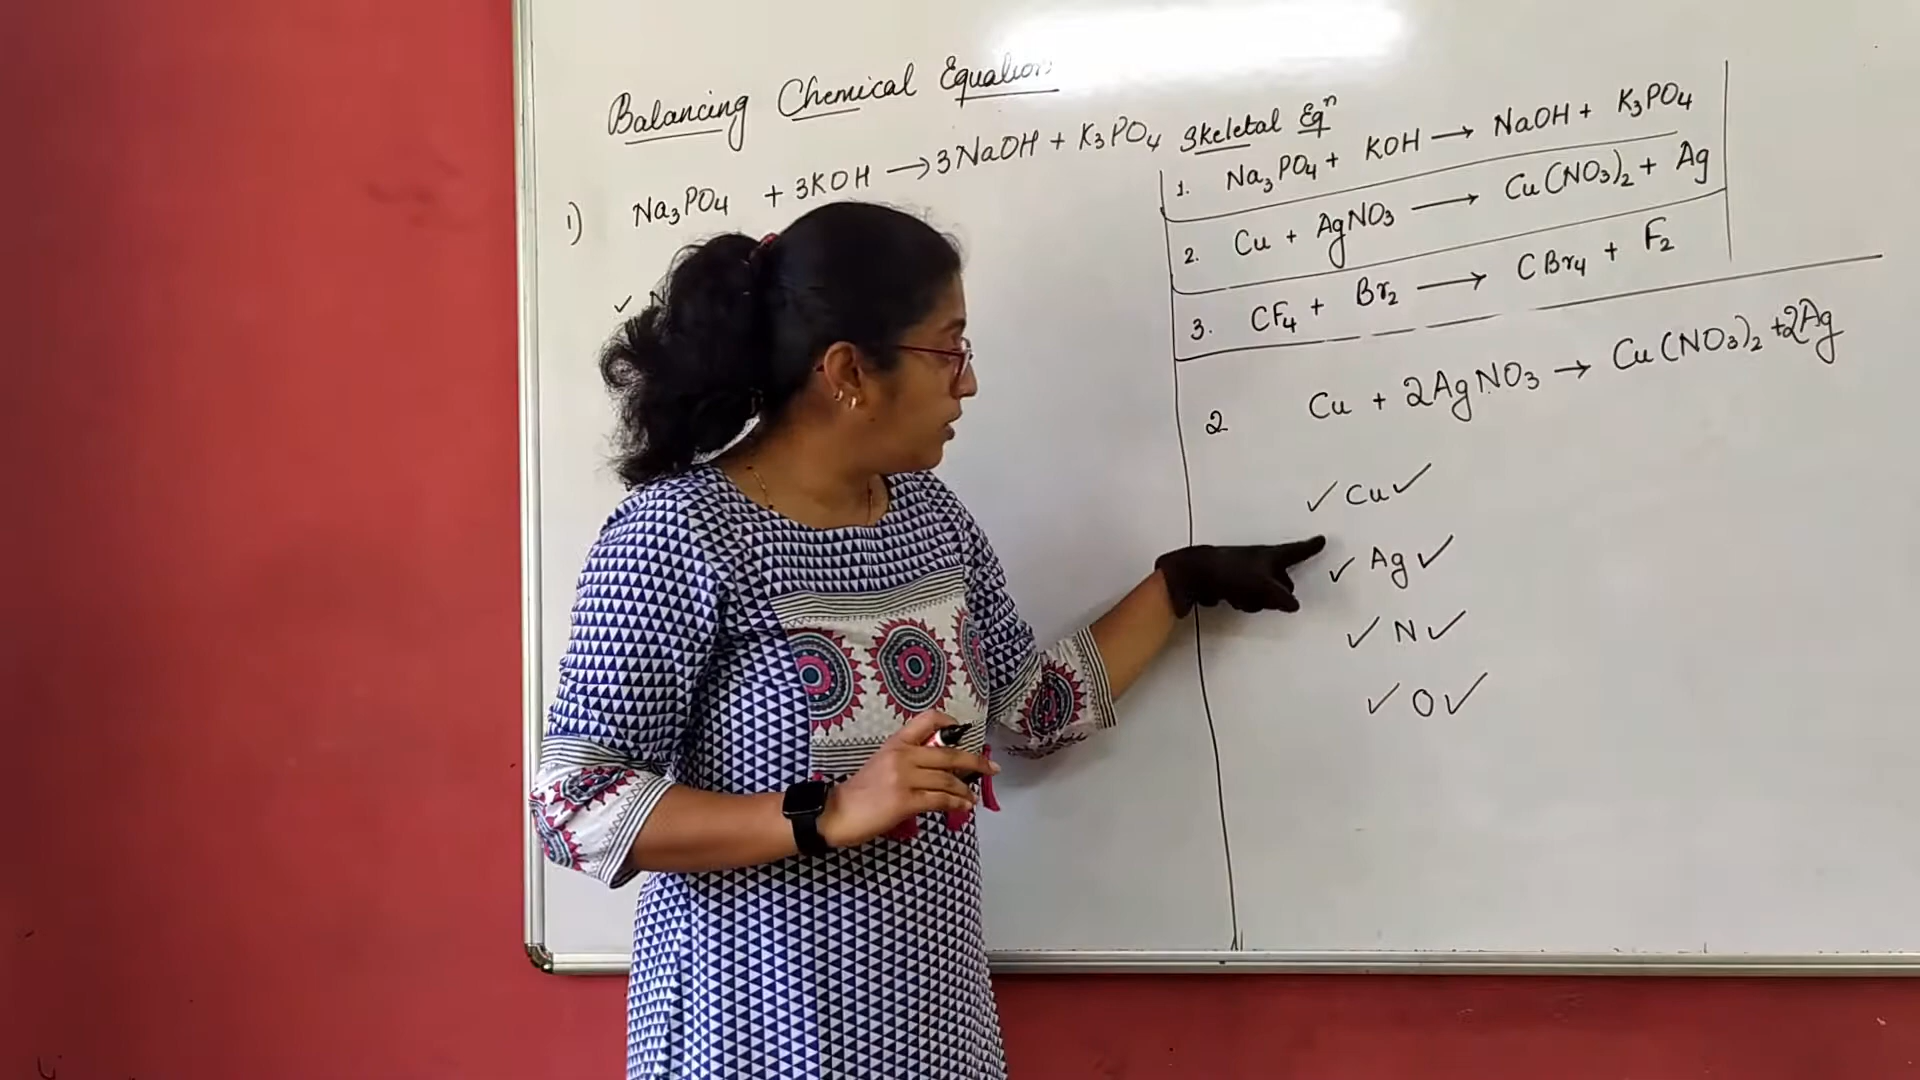 Balancing Chemical Equations
1) Na₃PO₄ + 3KOH → 3NaOH + K₃PO₄
✓ N
Skeletal Eqⁿ
1. Na₃PO₄ + KOH → NaOH + K₃PO₄
2. Cu + AgNO₃ → Cu(NO₃)₂ + Ag
3. CF₄ + Br₂ → CBr₄ + F₂
2 Cu + 2AgNO₃ → Cu(NO₃)₂ + 2Ag
✓ Cu ✓
✓ Ag ✓
✓ N ✓
✓ O ✓